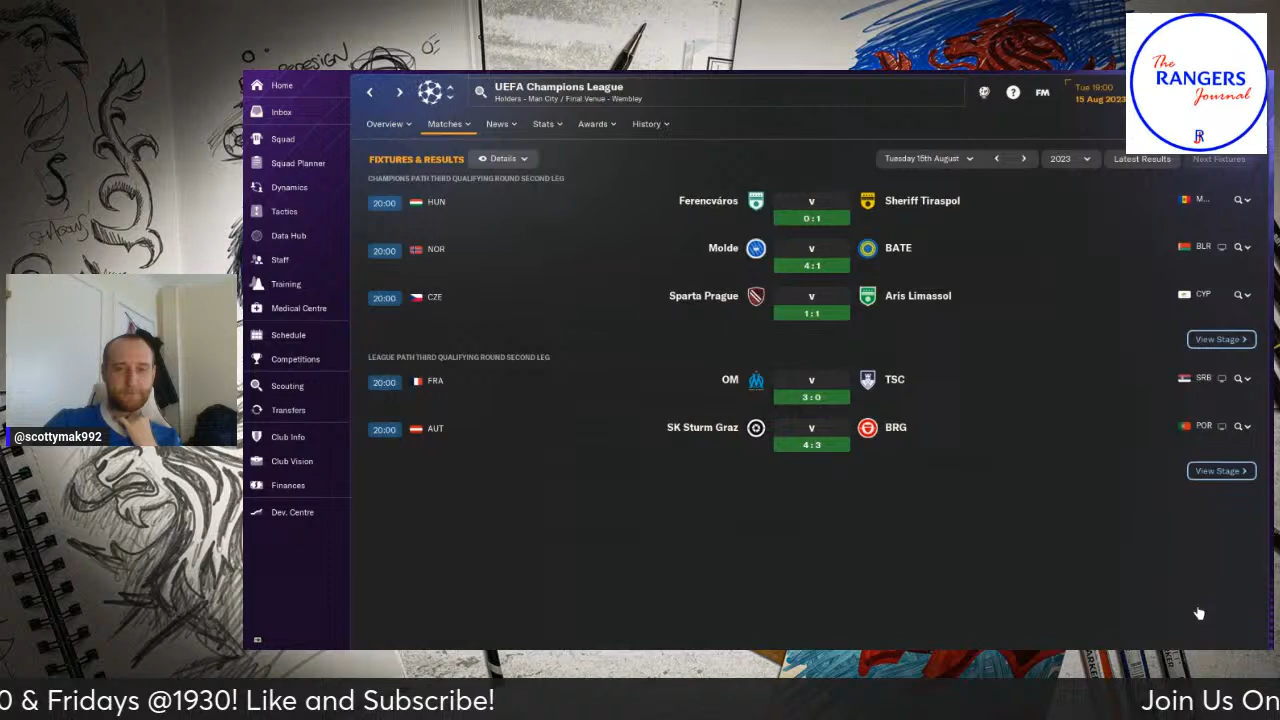 REDESIGN
The
RANGERS
Journal
RJ
Home
Inbox
Squad
Squad Planner
Dynamics
Tactics
Data Hub
Staff
Training
Medical Centre
Schedule
Competitions
Scouting
Transfers
Club Info
Club Vision
Finances
Dev. Centre
UEFA Champions League
Holders - Man City / Final Venue - Wembley
? FM
Tue 19:00
15 Aug 2023
Overview Matches News Stats Awards History
FIXTURES & RESULTS Details Tuesday 15th August 2023 Latest Results Next Fixtures
CHAMPIONS PATH THIRD QUALIFYING ROUND SECOND LEG
20:00 HUN Ferencváros v Sheriff Tiraspol M...
0 : 1
20:00 NOR Molde v BATE BLR
4 : 1
20:00 CZE Sparta Prague v Aris Limassol CYP
1 : 1
View Stage >
LEAGUE PATH THIRD QUALIFYING ROUND SECOND LEG
20:00 FRA OM v TSC SRB
3 : 0
20:00 AUT SK Sturm Graz v BRG POR
4 : 3
View Stage >
@scottymak992
0 & Fridays @1930! Like and Subscribe! Join Us On